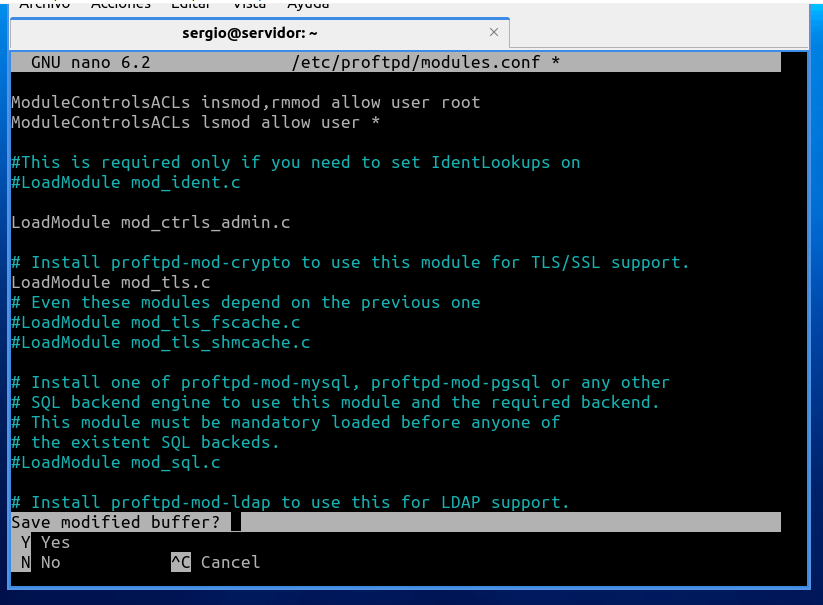 Archivo Acciones Editar Vista Ayuda
sergio@servidor: ~ ×
GNU nano 6.2 /etc/proftpd/modules.conf *
ModuleControlsACLs insmod,rmmod allow user root
ModuleControlsACLs lsmod allow user *
#This is required only if you need to set IdentLookups on
#LoadModule mod_ident.c
LoadModule mod_ctrls_admin.c
# Install proftpd-mod-crypto to use this module for TLS/SSL support.
LoadModule mod_tls.c
# Even these modules depend on the previous one
#LoadModule mod_tls_fscache.c
#LoadModule mod_tls_shmcache.c
# Install one of proftpd-mod-mysql, proftpd-mod-pgsql or any other
# SQL backend engine to use this module and the required backend.
# This module must be mandatory loaded before anyone of
# the existent SQL backeds.
#LoadModule mod_sql.c
# Install proftpd-mod-ldap to use this for LDAP support.
Save modified buffer?
Y Yes
N No ^C Cancel